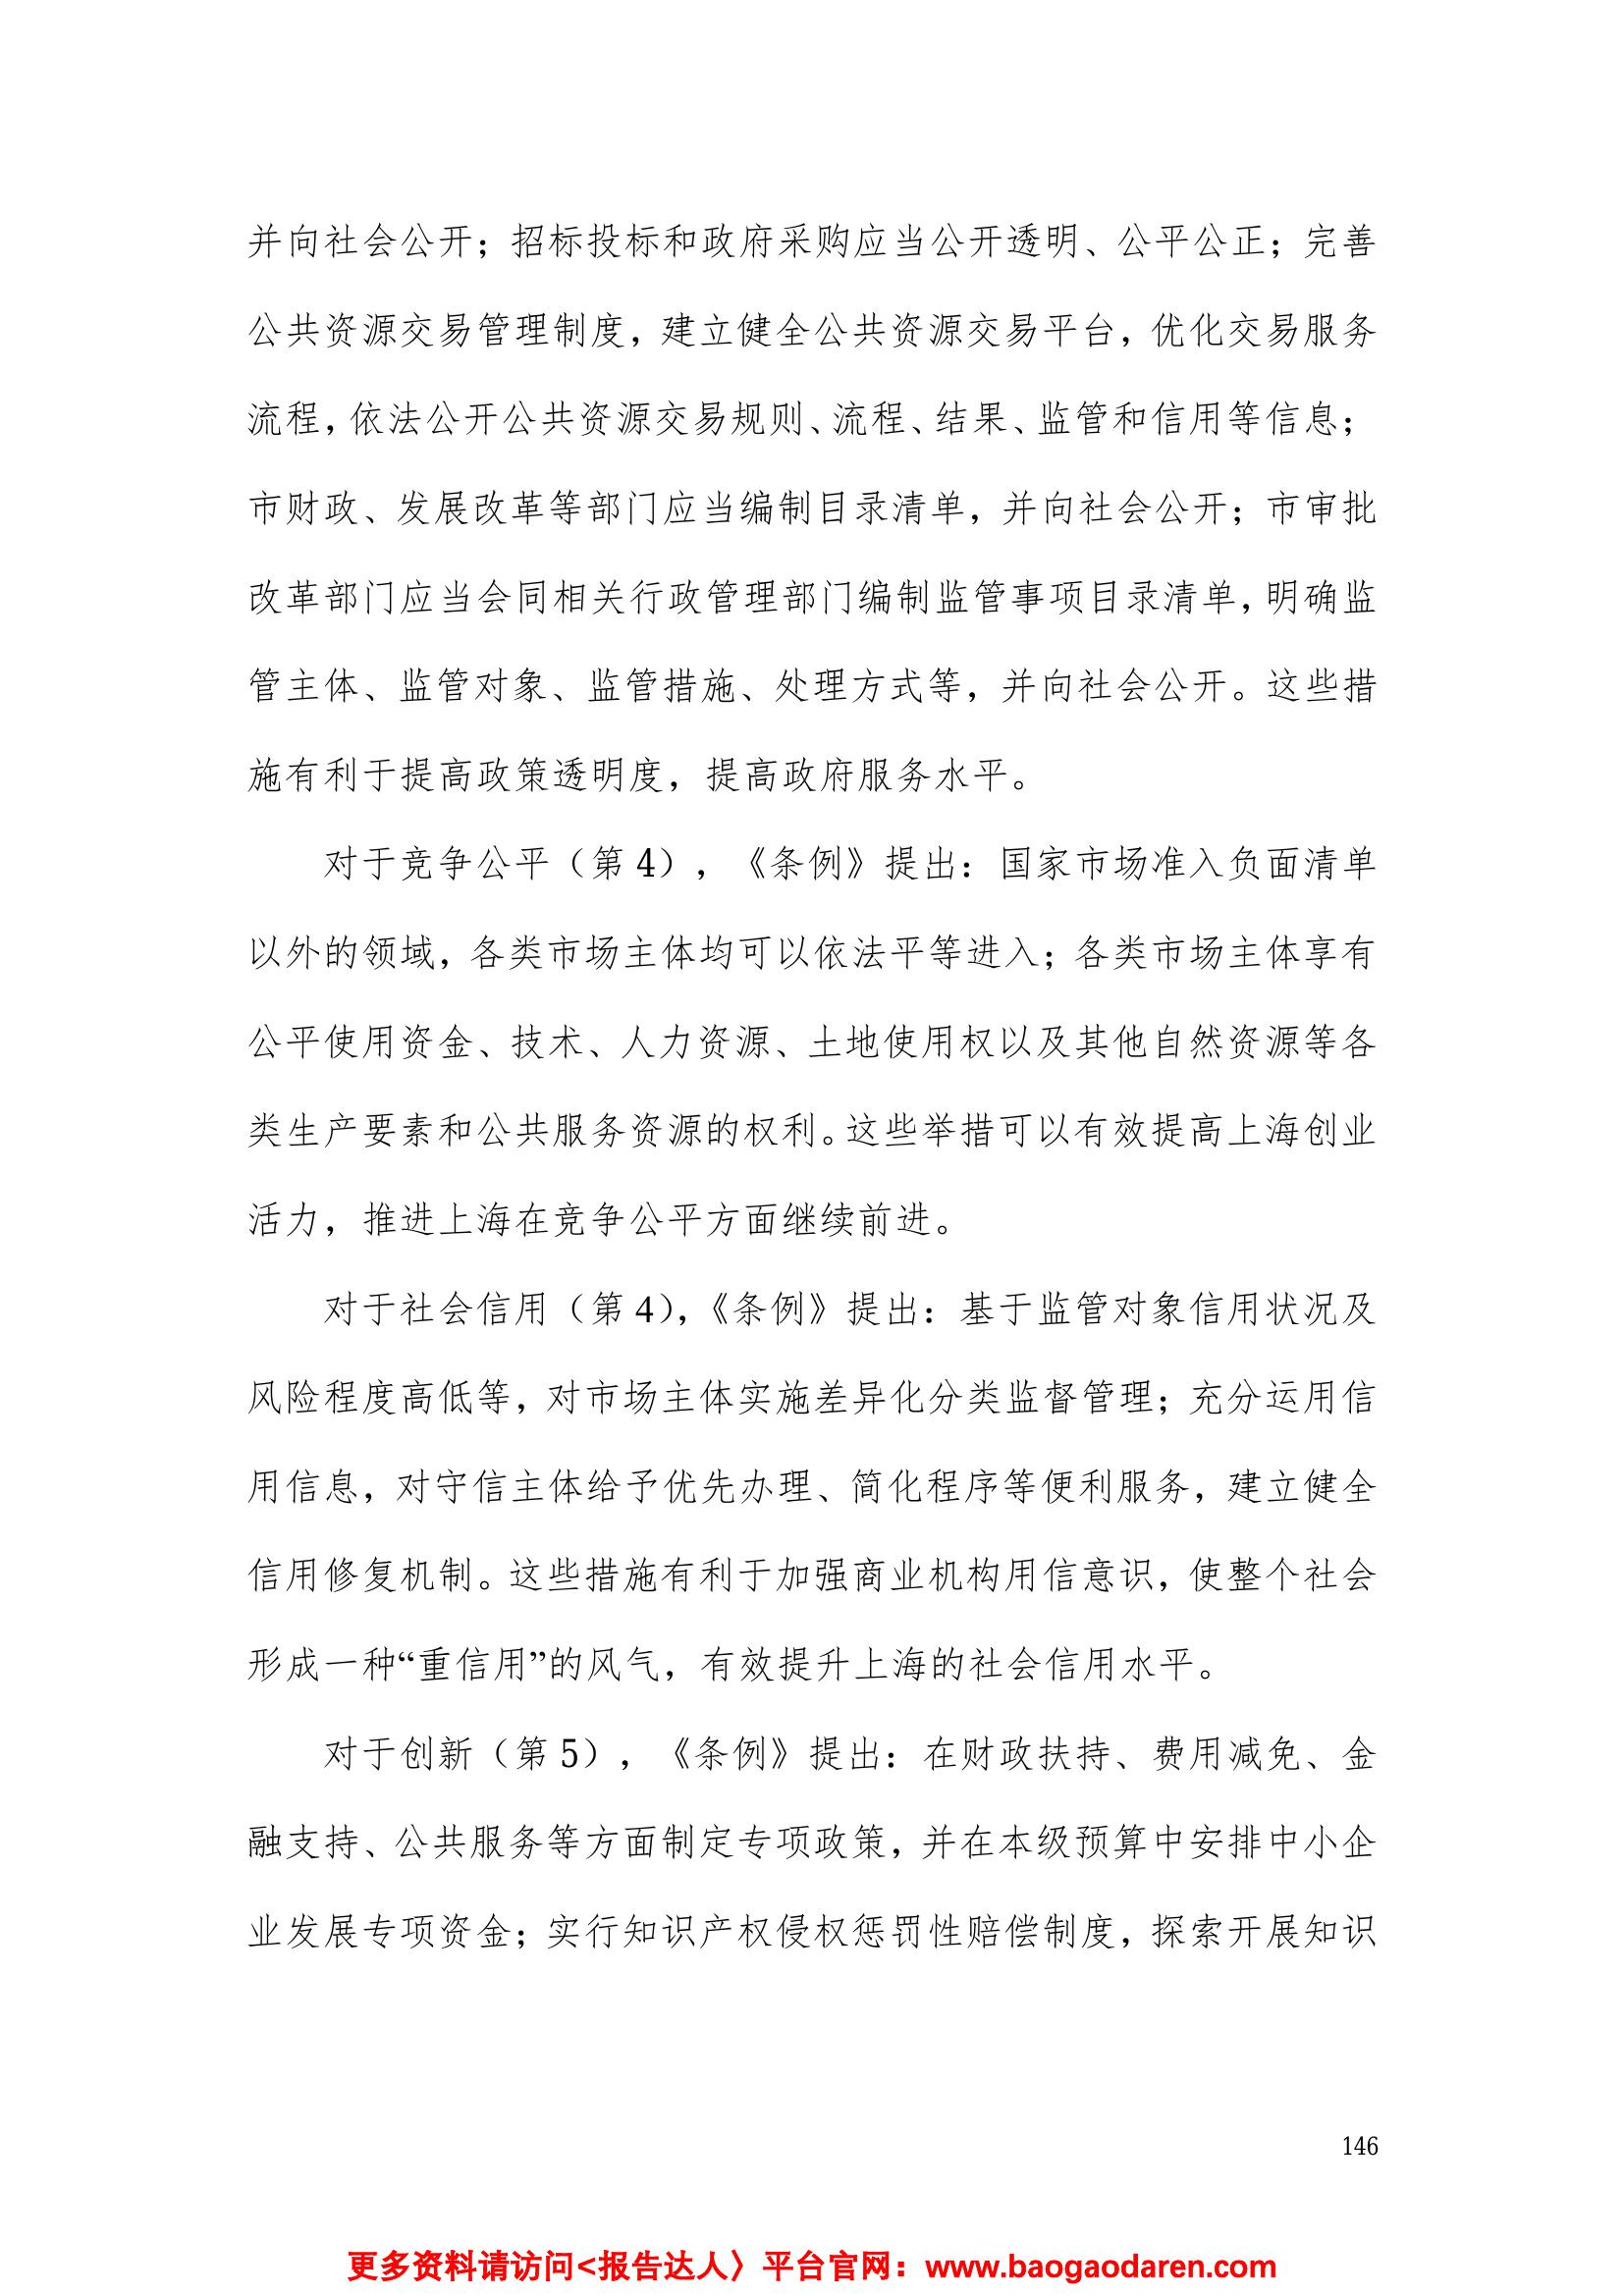 并向社会公开；招标投标和政府采购应当公开透明、公平公正；完善
公共资源交易管理制度，建立健全公共资源交易平台，优化交易服务
流程，依法公开公共资源交易规则、流程、结果、监管和信用等信息；
市财政、发展改革等部门应当编制目录清单，并向社会公开；市审批
改革部门应当会同相关行政管理部门编制监管事项目录清单，明确监
管主体、监管对象、监管措施、处理方式等，并向社会公开。这些措
施有利于提高政策透明度，提高政府服务水平。
对于竞争公平（第 4），《条例》提出：国家市场准入负面清单
以外的领域，各类市场主体均可以依法平等进入；各类市场主体享有
公平使用资金、技术、人力资源、土地使用权以及其他自然资源等各
类生产要素和公共服务资源的权利。这些举措可以有效提高上海创业
活力，推进上海在竞争公平方面继续前进。
对于社会信用（第 4），《条例》提出：基于监管对象信用状况及
风险程度高低等，对市场主体实施差异化分类监督管理；充分运用信
用信息，对守信主体给予优先办理、简化程序等便利服务，建立健全
信用修复机制。这些措施有利于加强商业机构用信意识，使整个社会
形成一种“重信用”的风气，有效提升上海的社会信用水平。
对于创新（第 5），《条例》提出：在财政扶持、费用减免、金
融支持、公共服务等方面制定专项政策，并在本级预算中安排中小企
业发展专项资金；实行知识产权侵权惩罚性赔偿制度，探索开展知识
146
更多资料请访问<报告达人〉平台官网：www.baogaodaren.com